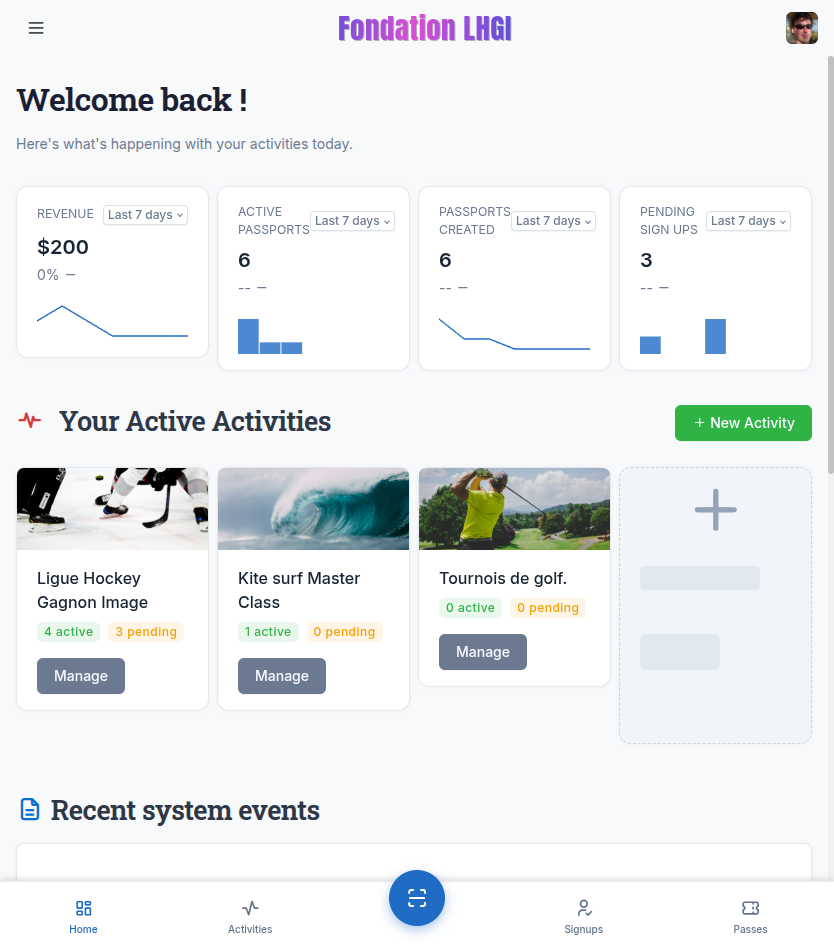 Fondation LHGI
Welcome back !
Here's what's happening with your activities today.
REVENUE
Last 7 days
$200
0% –
ACTIVE
PASSPORTS
Last 7 days
6
-- –
PASSPORTS
CREATED
Last 7 days
6
-- –
PENDING
SIGN UPS
Last 7 days
3
-- –
Your Active Activities
+ New Activity
Ligue Hockey
Gagnon Image
4 active
3 pending
Manage
Kite surf Master
Class
1 active
0 pending
Manage
Tournois de golf.
0 active
0 pending
Manage
Recent system events
Home
Activities
Signups
Passes